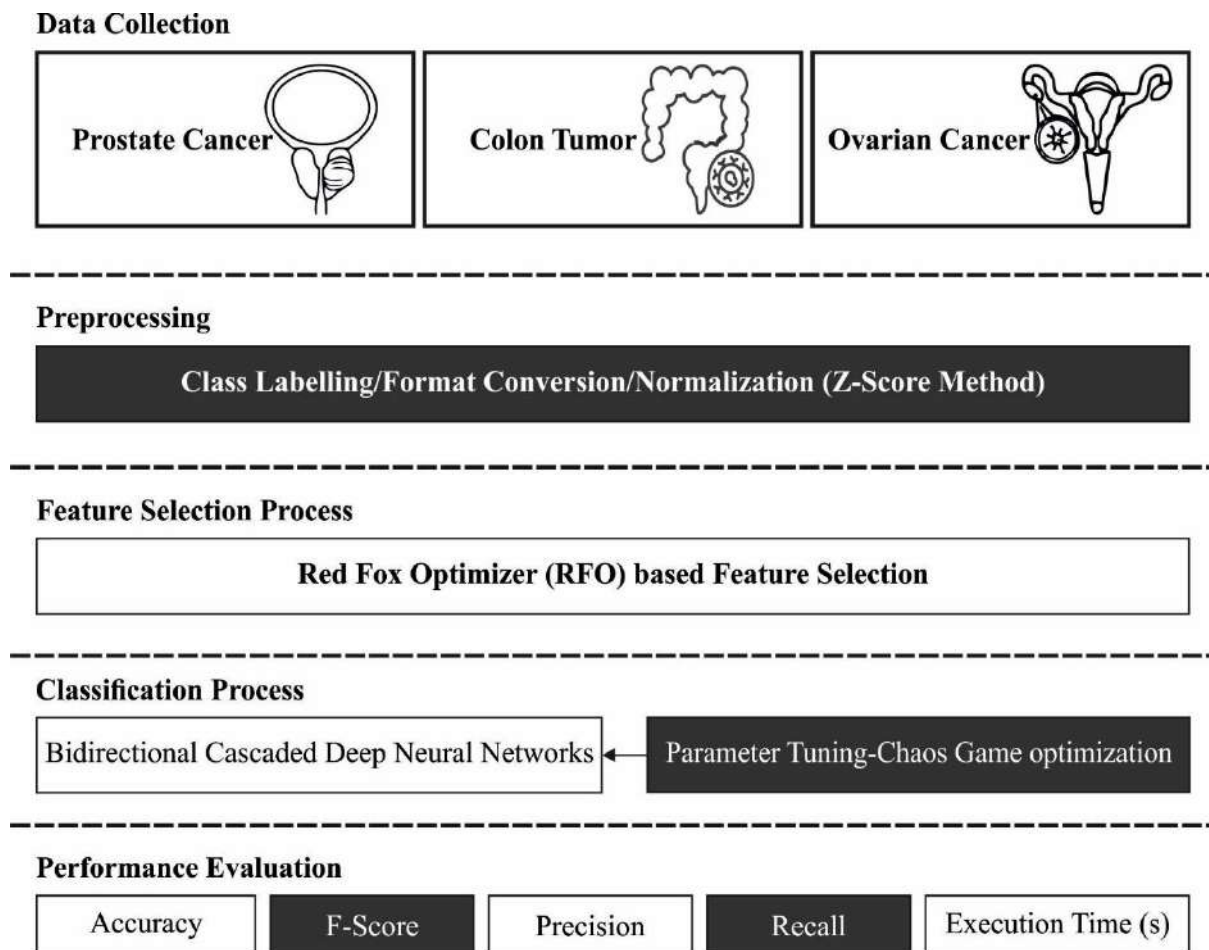 Data Collection
Prostate Cancer
Colon Tumor
Ovarian Cancer
Preprocessing
Class Labelling/Format Conversion/Normalization (Z-Score Method)
Feature Selection Process
Red Fox Optimizer (RFO) based Feature Selection
Classification Process
Bidirectional Cascaded Deep Neural Networks
Parameter Tuning-Chaos Game optimization
Performance Evaluation
Accuracy
F-Score
Precision
Recall
Execution Time (s)